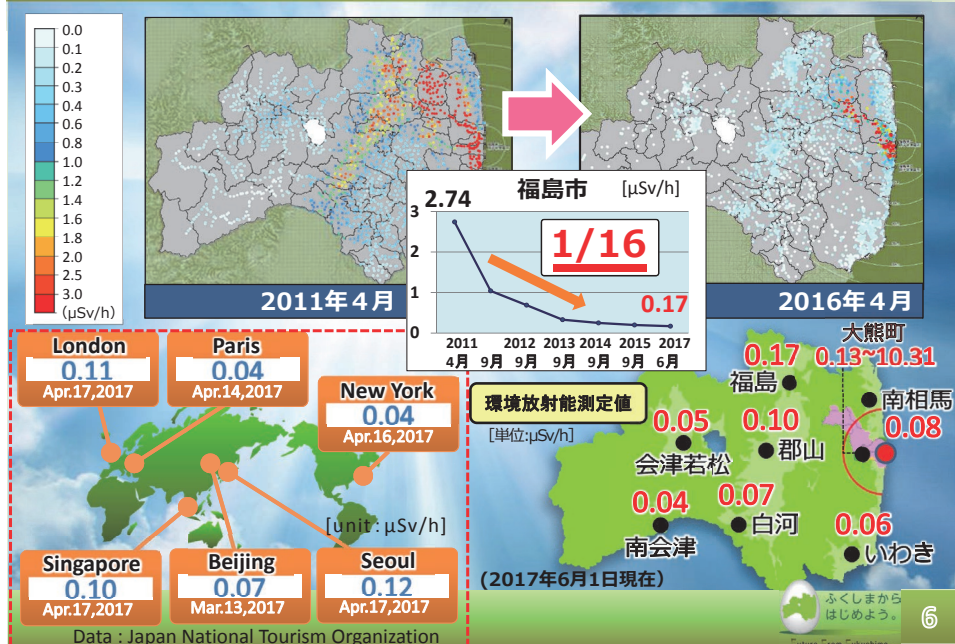 0.0
0.1
0.2
0.3
0.4
0.6
0.8
1.0
1.2
1.4
1.6
1.8
2.0
2.5
3.0
(μSv/h)
2011年4月
2016年4月
福島市 [μSv/h]
2.74
3
2
1
0
1/16
0.17
2011 2012 2013 2014 2015 2017
4月 9月 9月 9月 9月 9月 6月
London
0.11
Apr.17,2017
Paris
0.04
Apr.14,2017
New York
0.04
Apr.16,2017
[unit:μSv/h]
Singapore
0.10
Apr.17,2017
Beijing
0.07
Mar.13,2017
Seoul
0.12
Apr.17,2017
Data : Japan National Tourism Organization
環境放射能測定値
[単位:μSv/h]
大熊町
0.13~10.31
0.17
福島
南相馬
0.08
0.05
会津若松
0.10
郡山
0.04
南会津
0.07
白河
0.06
いわき
(2017年6月1日現在)
ふくしまから
はじめよう。
Future From Fukushima
6